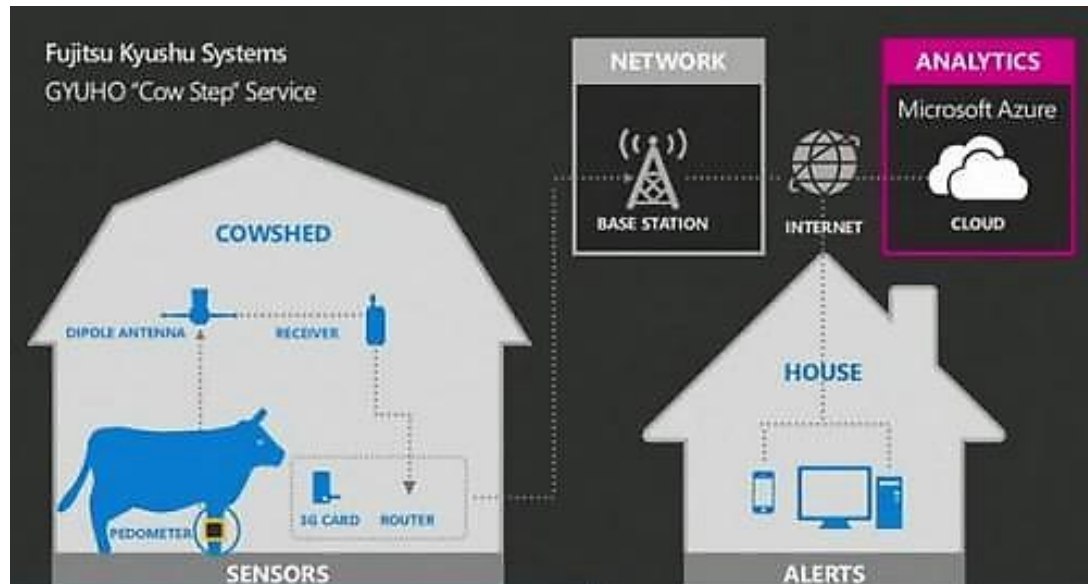 Fujitsu Kyushu Systems
GYUHO "Cow Step" Service
NETWORK
BASE STATION
INTERNET
ANALYTICS
Microsoft Azure
CLOUD
COWSHED
DIPOLE ANTENNA
RECEIVER
PEDOMETER
3G CARD
ROUTER
SENSORS
HOUSE
ALERTS